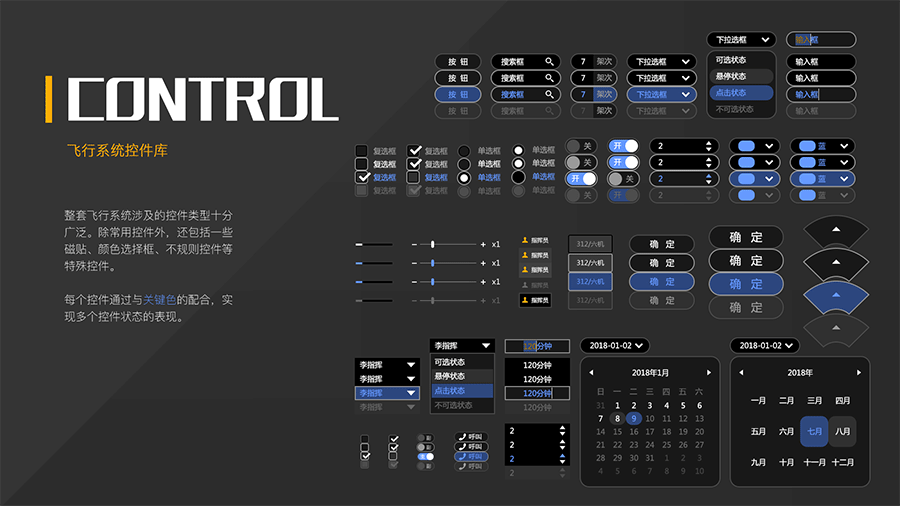 CONTROL
飞行系统控件库
整套飞行系统涉及的控件类型十分
广泛。除常用控件外，还包括一些
磁贴、颜色选择框、不规则控件等
特殊控件。
每个控件通过与关键色的配合，实
现多个控件状态的表现。
下拉选框 输入框
按 钮 搜索框 7 架次 下拉选框 可选状态 输入框
按 钮 搜索框 7 架次 下拉选框 悬停状态 输入框
按 钮 搜索框 7 架次 下拉选框 点击状态 输入框
按 钮 搜索框 7 架次 下拉选框 不可选状态 输入框
复选框 复选框 单选框 单选框 关 开 2 蓝
复选框 复选框 单选框 单选框 关 开 2 蓝
复选框 复选框 单选框 单选框 开 关 2 蓝
复选框 复选框 单选框 单选框 关 开 2 蓝
x1 指挥员 312/六机 确 定 确 定
x1 指挥员 312/六机 确 定 确 定
x1 指挥员 312/六机 确 定 确 定
x1 指挥员 312/六机 确 定 确 定
指挥员
李指挥 120分钟
李指挥 可选状态 120分钟
李指挥 悬停状态 120分钟
李指挥 点击状态 120分钟
李指挥 不可选状态 120分钟
呼叫 2
呼叫 2
呼叫 2
呼叫 2
2018-01-02
2018年1月
日 一 二 三 四 五 六
31 1 2 3 4 5 6
7 8 9 10 11 12 13
14 15 16 17 18 19 20
21 22 23 24 25 26 27
28 29 30 31 1 2 3
4 5 6 7 8 9 10
2018-01-02
2018年
一月 二月 三月 四月
五月 六月 七月 八月
九月 十月 十一月 十二月